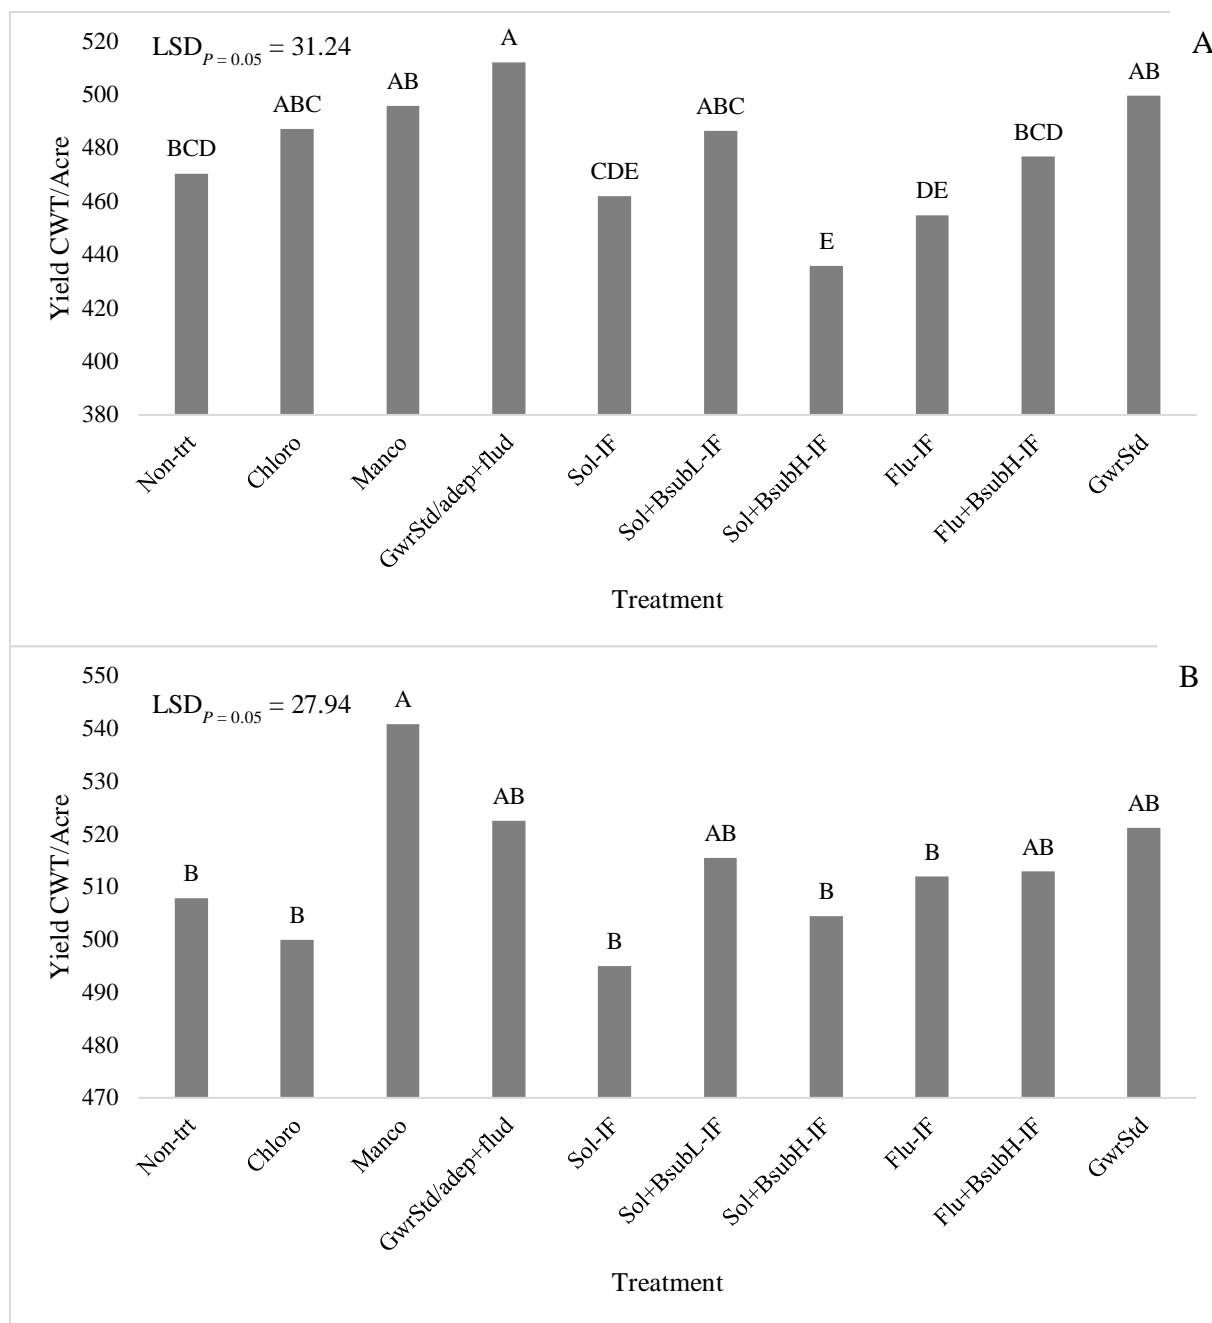 A
LSD P = 0.05 = 31.24
Yield CWT/Acre
520
500
480
460
440
420
400
380
BCD
ABC
AB
A
CDE
ABC
E
DE
BCD
AB
Non-trt
Chloro
Manco
GwrStd/adep+flud
Sol-IF
Sol+BsubL-IF
Sol+BsubH-IF
Flu-IF
Flu+BsubH-IF
GwrStd
Treatment
B
LSD P = 0.05 = 27.94
Yield CWT/Acre
550
540
530
520
510
500
490
480
470
B
B
A
AB
B
AB
B
B
AB
AB
Non-trt
Chloro
Manco
GwrStd/adep+flud
Sol-IF
Sol+BsubL-IF
Sol+BsubH-IF
Flu-IF
Flu+BsubH-IF
GwrStd
Treatment